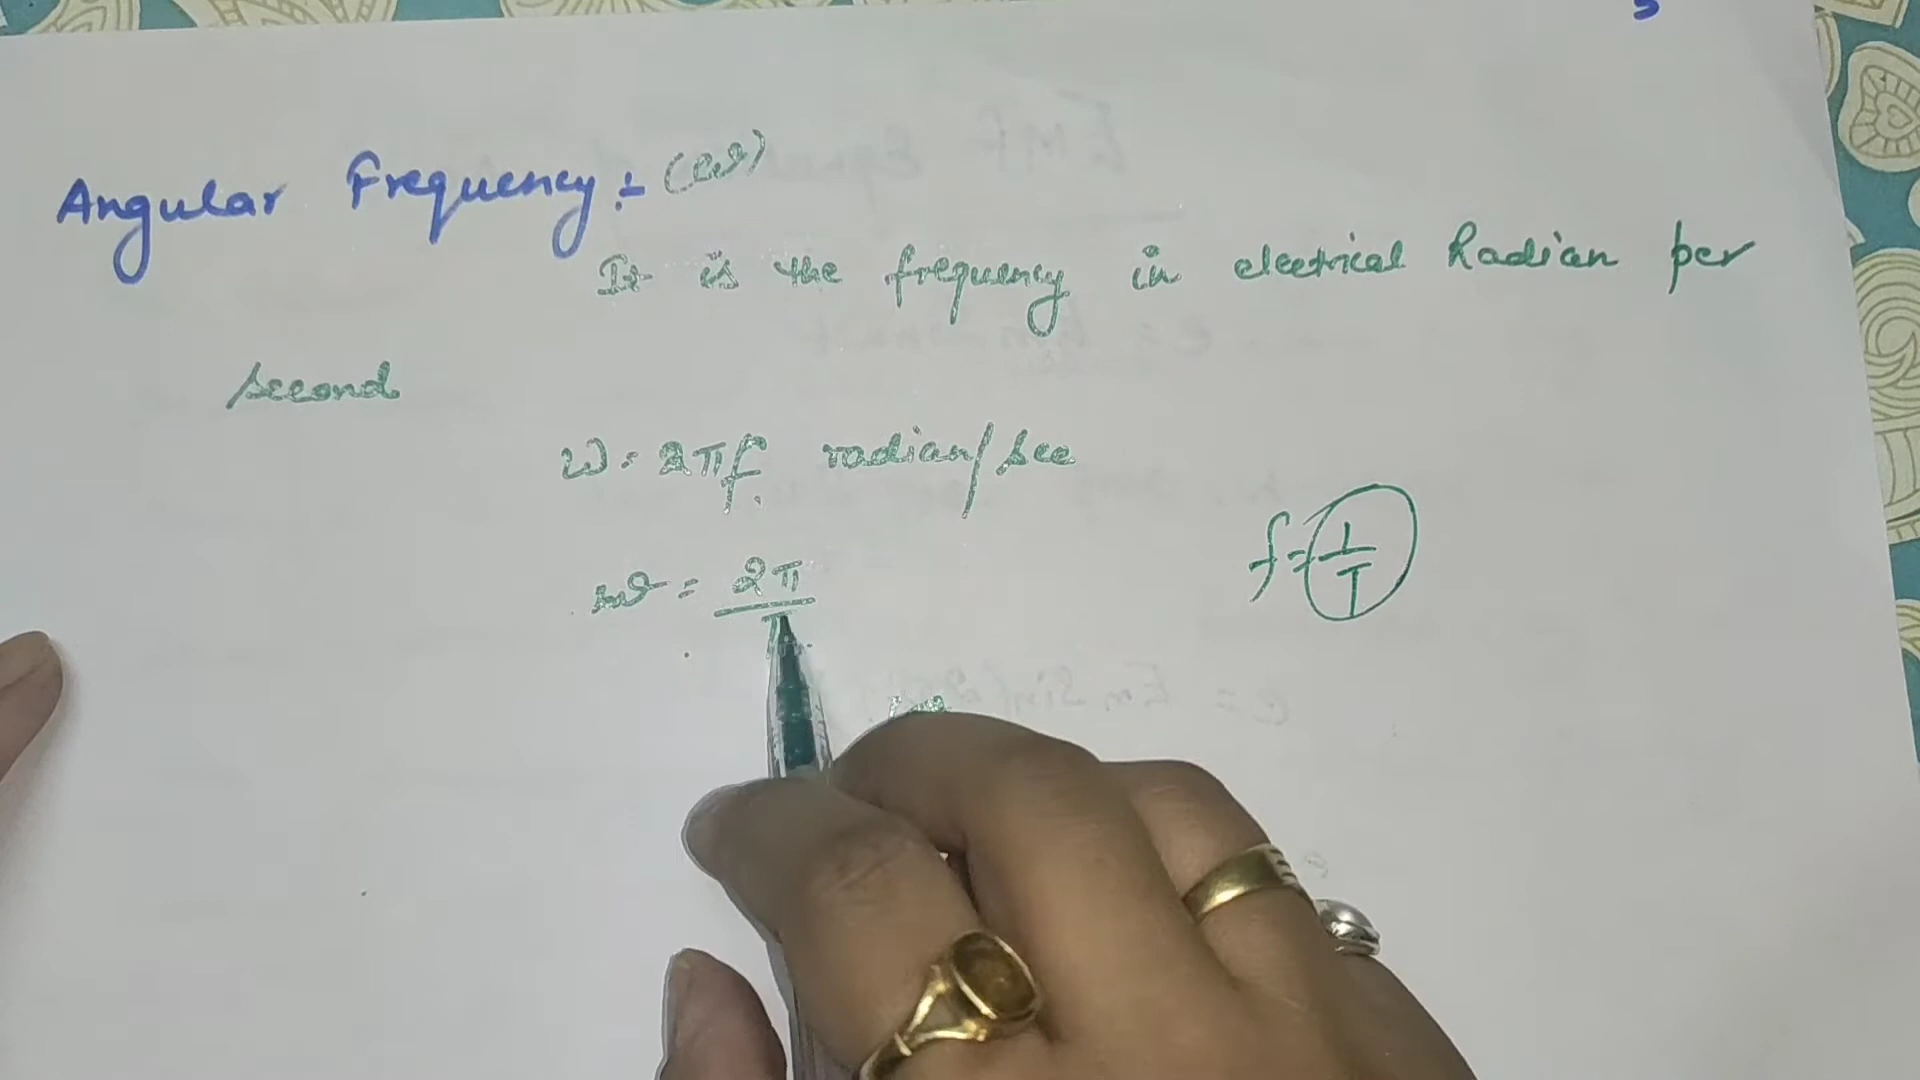 Angular Frequency :- (ω)
It is the frequency in electrical Radian per
second
ω = 2πf radian/sec
f = 1/T
ω = 2π/T